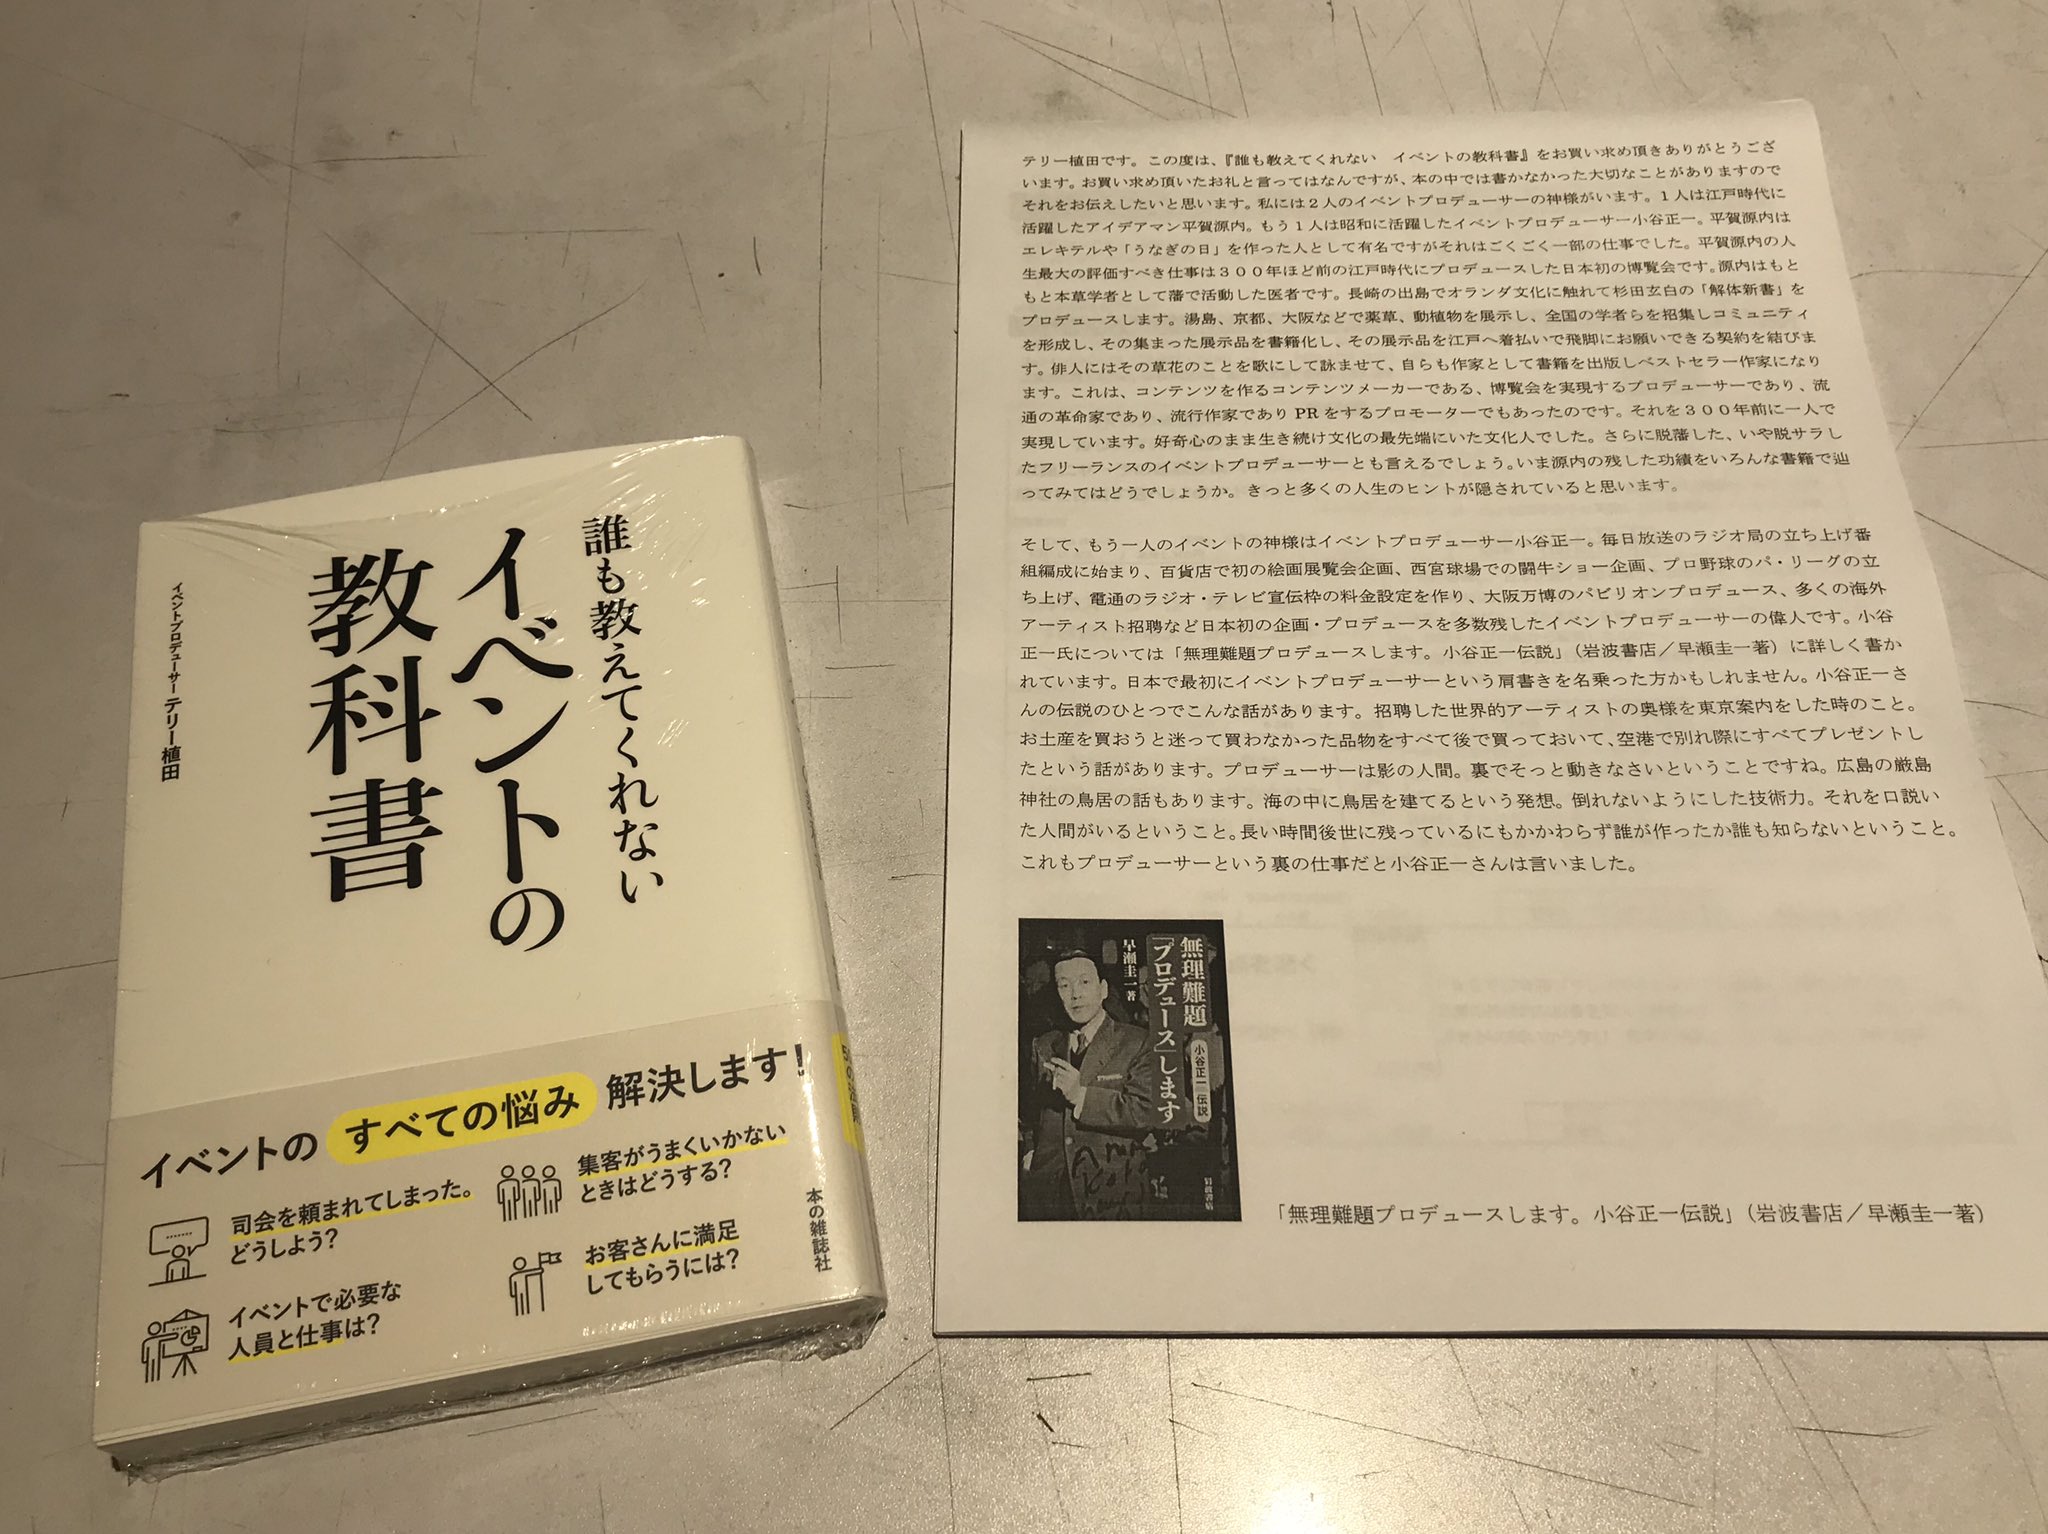 誰も教えてくれない
イベントの
教科書
イベントプロデューサー テリー植田
イベントの すべての悩み 解決します!
司会を頼まれてしまった。
どうしよう?
集客がうまくいかない
ときはどうする?
イベントで必要な
人員と仕事は?
お客さんに満足
してもらうには?
本の雑誌社
テリー植田です。この度は、『誰も教えてくれない　イベントの教科書』をお買い求め頂きありがとうござ
います。お買い求め頂いたお礼と言ってはなんですが、本の中では書かなかった大切なことがありますので
それをお伝えしたいと思います。私には２人のイベントプロデューサーの神様がいます。１人は江戸時代に
活躍したアイデアマン平賀源内。もう１人は昭和に活躍したイベントプロデューサー小谷正一。平賀源内は
エレキテルや「うなぎの日」を作った人として有名ですがそれはごくごく一部の仕事でした。平賀源内の人
生最大の評価すべき仕事は３００年ほど前の江戸時代にプロデュースした日本初の博覧会です。源内はもと
もと本草学者として藩で活動した医者です。長崎の出島でオランダ文化に触れて杉田玄白の「解体新書」を
プロデュースします。湯島、京都、大阪などで薬草、動植物を展示し、全国の学者らを招集しコミュニティ
を形成し、その集まった展示品を書籍化し、その展示品を江戸へ着払いで飛脚にお願いできる契約を結びま
す。俳人にはその草花のことを歌にして詠ませて、自らも作家として書籍を出版しベストセラー作家になり
ます。これは、コンテンツを作るコンテンツメーカーである、博覧会を実現するプロデューサーであり、流
通の革命家であり、流行作家であり PR をするプロモーターでもあったのです。それを３００年前に一人で
実現しています。好奇心のまま生き続け文化の最先端にいた文化人でした。さらに脱藩した、いや脱サラし
たフリーランスのイベントプロデューサーとも言えるでしょう。いま源内の残した功績をいろんな書籍で辿
ってみてはどうでしょうか。きっと多くの人生のヒントが隠されていると思います。
そして、もう一人のイベントの神様はイベントプロデューサー小谷正一。毎日放送のラジオ局の立ち上げ番
組編成に始まり、百貨店で初の絵画展覧会企画、西宮球場での闘牛ショー企画、プロ野球のパ・リーグの立
ち上げ、電通のラジオ・テレビ宣伝枠の料金設定を作り、大阪万博のパビリオンプロデュース、多くの海外
アーティスト招聘など日本初の企画・プロデュースを多数残したイベントプロデューサーの偉人です。小谷
正一氏については「無理難題プロデュースします。小谷正一伝説」（岩波書店／早瀬圭一著）に詳しく書か
れています。日本で最初にイベントプロデューサーという肩書きを名乗った方かもしれません。小谷正一さ
んの伝説のひとつでこんな話があります。招聘した世界的アーティストの奥様を東京案内をした時のこと。
お土産を買おうと迷って買わなかった品物をすべて後で買っておいて、空港で別れ際にすべてプレゼントし
たという話があります。プロデューサーは影の人間。裏でそっと動きなさいということですね。広島の厳島
神社の鳥居の話もあります。海の中に鳥居を建てるという発想。倒れないようにした技術力。それを口説い
た人間がいるということ。長い時間後世に残っているにもかかわらず誰が作ったか誰も知らないということ。
これもプロデューサーという裏の仕事だと小谷正一さんは言いました。
無理難題
「プロデュース」します
小谷正一伝説
早瀬圭一 著
岩波書店
「無理難題プロデュースします。小谷正一伝説」（岩波書店／早瀬圭一著）